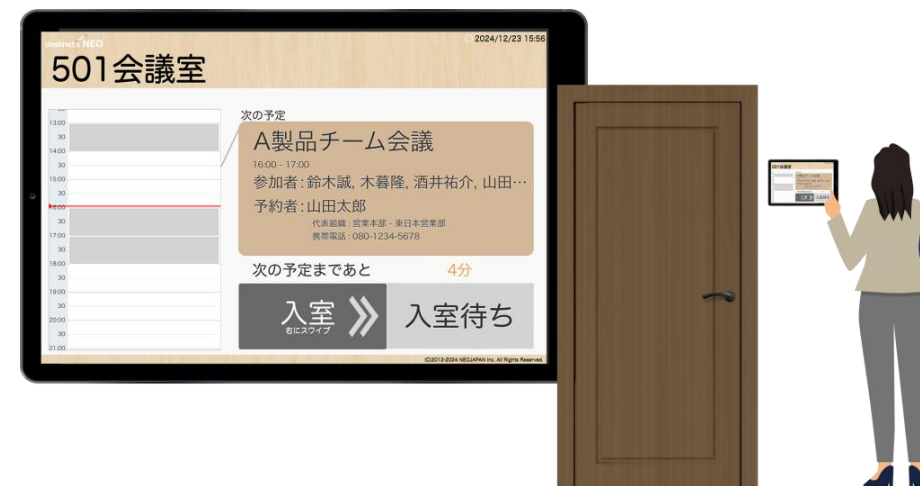 desknet's NEO
2024/12/23 15:56
501会議室
次の予定
A製品チーム会議
16:00 - 17:00
参加者：鈴木誠, 木暮隆, 酒井祐介, 山田…
予約者：山田太郎
代表組織：営業本部 - 東日本営業部
携帯電話：080-1234-5678
13:00
30
14:00
30
15:00
30
30
17:00
30
18:00
30
19:00
30
20:00
30
21:00
次の予定まであと 4分
入室
右にスワイプ
入室待ち
(C)2012-2024 NEOJAPAN Inc. All Rights Reserved.
501会議室